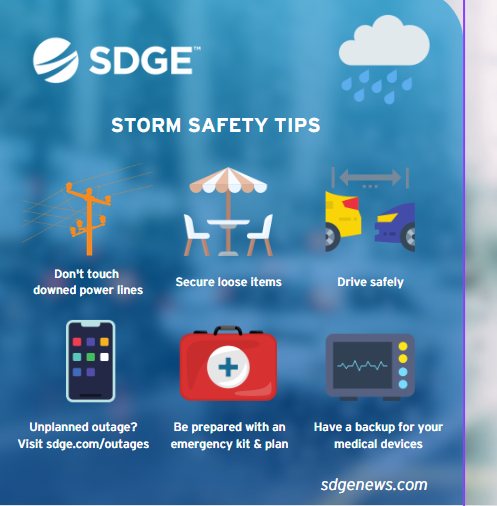 SDGE™
STORM SAFETY TIPS
Don't touch
downed power lines
Secure loose items
Drive safely
Unplanned outage?
Visit sdge.com/outages
Be prepared with an
emergency kit & plan
Have a backup for your
medical devices
sdgenews.com